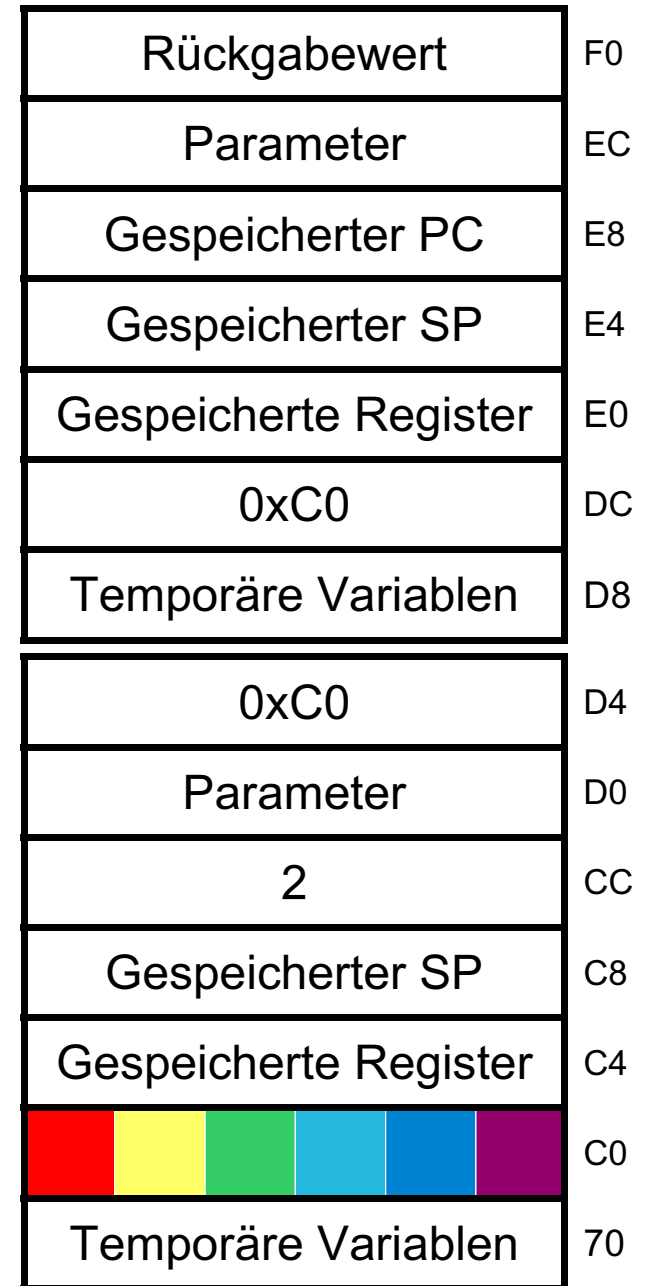 Rückgabewert F0
Parameter EC
Gespeicherter PC E8
Gespeicherter SP E4
Gespeicherte Register E0
0xC0 DC
Temporäre Variablen D8
0xC0 D4
Parameter D0
2 CC
Gespeicherter SP C8
Gespeicherte Register C4
C0
Temporäre Variablen 70